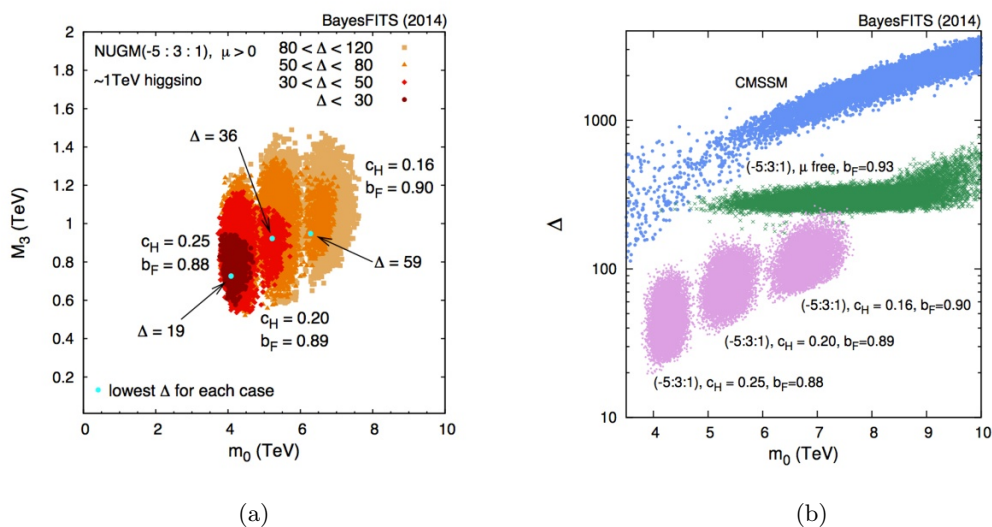 BayesFITS (2014)
NUGM(-5 : 3 : 1), μ > 0
~1TeV higgsino
80 < Δ < 120
50 < Δ < 80
30 < Δ < 50
Δ < 30
Δ = 36
c_H = 0.16
b_F = 0.90
c_H = 0.25
b_F = 0.88
Δ = 59
Δ = 19
c_H = 0.20
b_F = 0.89
lowest Δ for each case
M_3 (TeV)
2
1.8
1.6
1.4
1.2
1
0.8
0.6
0.4
0.2
0 2 4 6 8 10
m_0 (TeV)
(a)
BayesFITS (2014)
CMSSM
(-5:3:1), μ free, b_F=0.93
(-5:3:1), c_H = 0.16, b_F=0.90
(-5:3:1), c_H = 0.20, b_F=0.89
(-5:3:1), c_H = 0.25, b_F=0.88
Δ
1000
100
10
4 5 6 7 8 9 10
m_0 (TeV)
(b)